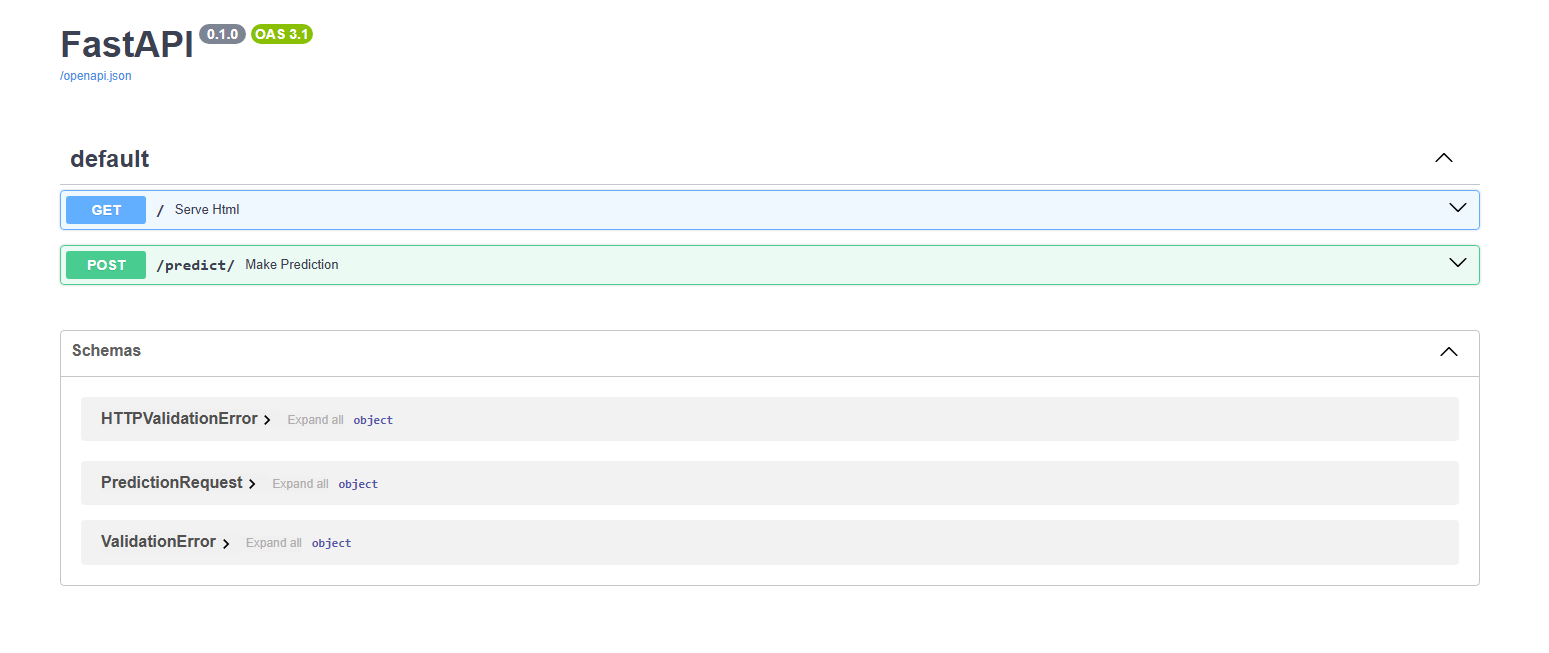 FastAPI 0.1.0 OAS 3.1
/openapi.json
default
GET / Serve Html
POST /predict/ Make Prediction
Schemas
HTTPValidationError Expand all object
PredictionRequest Expand all object
ValidationError Expand all object